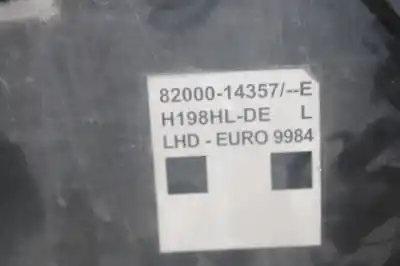 82000-14357/--E
H198HL-DE L
LHD - EURO 9984